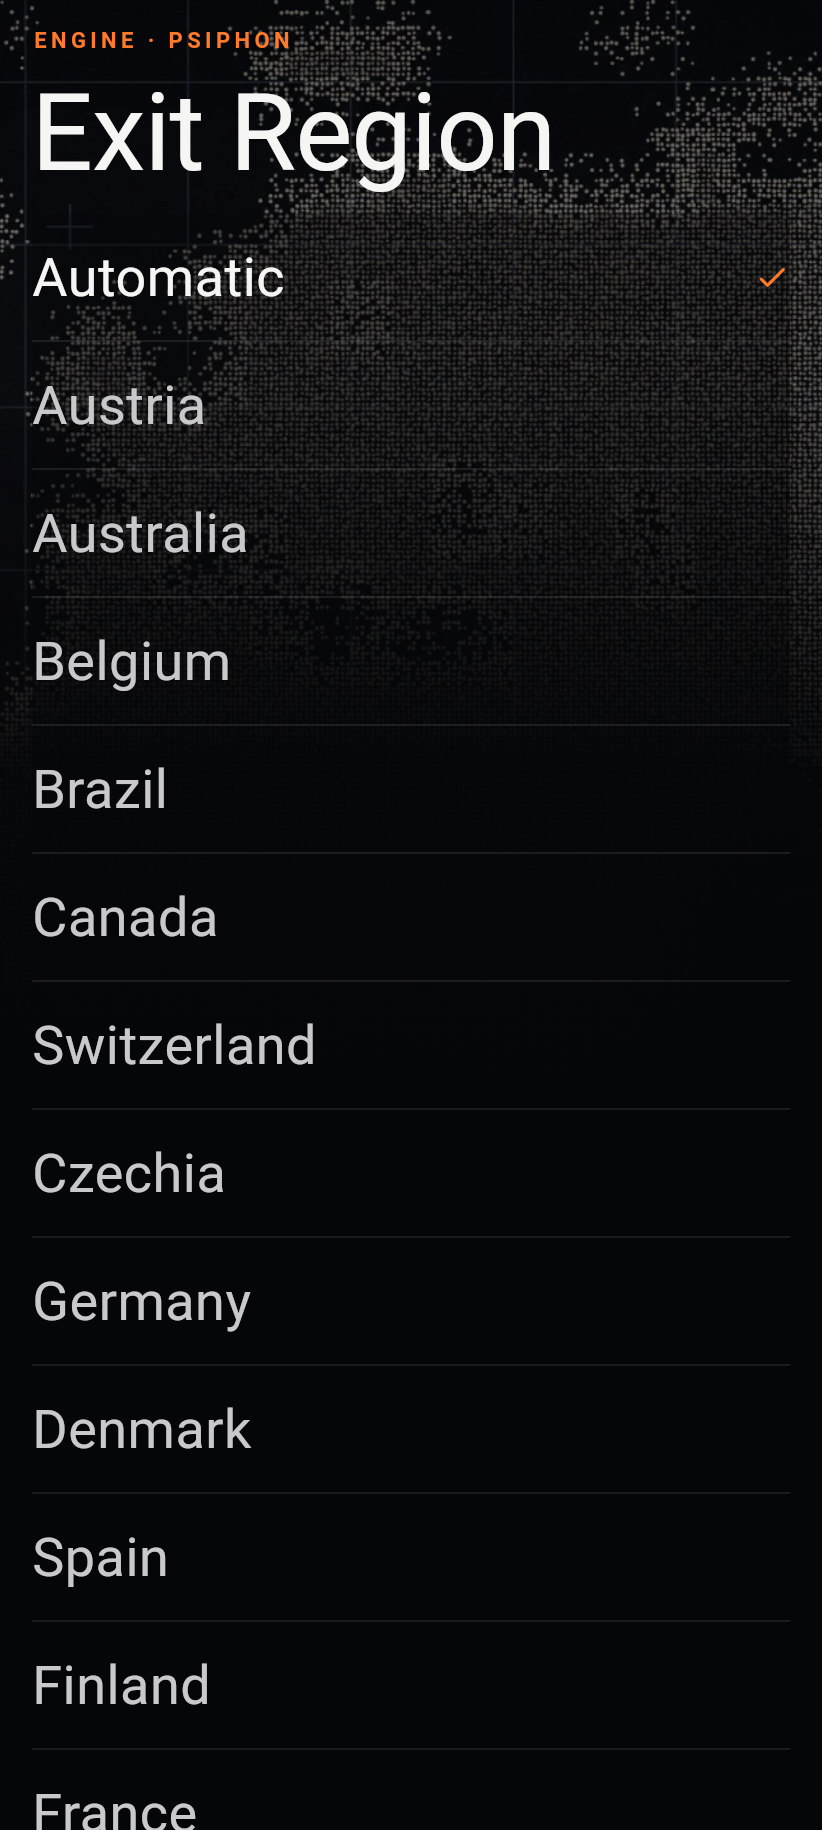 ENGINE · PSIPHON
Exit Region
Automatic
Austria
Australia
Belgium
Brazil
Canada
Switzerland
Czechia
Germany
Denmark
Spain
Finland
France